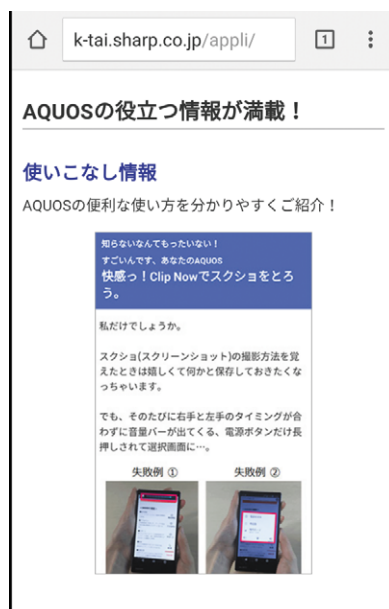 k-tai.sharp.co.jp/appli/
1
AQUOSの役立つ情報が満載！
使いこなし情報
AQUOSの便利な使い方を分かりやすくご紹介！
知らないなんてもったいない！
すごいんです、あなたのAQUOS
快感っ！Clip Nowでスクショをとろ
う。
私だけでしょうか。
スクショ(スクリーンショット)の撮影方法を覚
えたときは嬉しくて何かと保存しておきたくな
っちゃいます。
でも、そのたびに右手と左手のタイミングが合
わずに音量バーが出てくる、電源ボタンだけ長
押しされて選択画面に…。
失敗例 ① 失敗例 ②